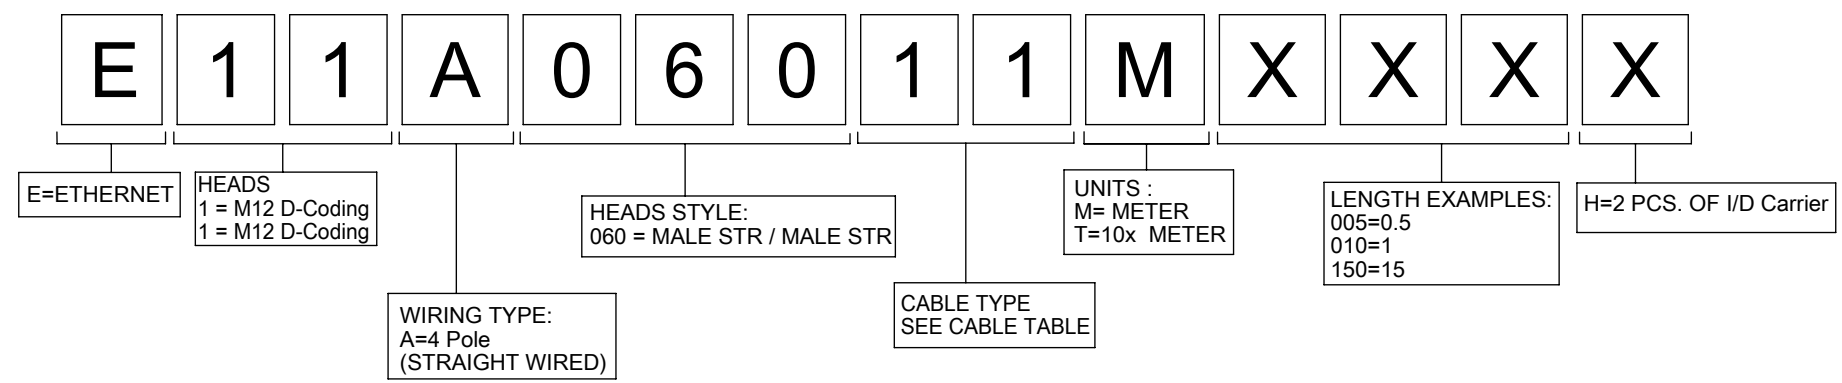 E 1 1 A 0 6 0 1 1 M X X X X
E=ETHERNET
HEADS
1 = M12 D-Coding
1 = M12 D-Coding
WIRING TYPE:
A=4 Pole
(STRAIGHT WIRED)
HEADS STYLE:
060 = MALE STR / MALE STR
CABLE TYPE
SEE CABLE TABLE
UNITS :
M= METER
T=10x METER
LENGTH EXAMPLES:
005=0.5
010=1
150=15
H=2 PCS. OF I/D Carrier